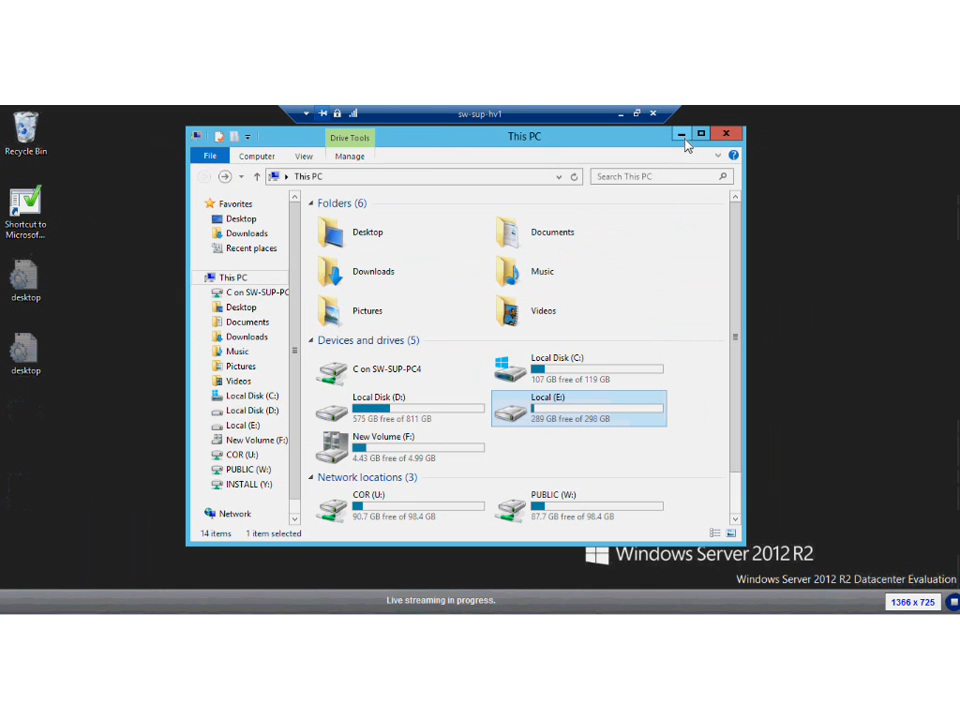 sw-sup-hv1
Recycle Bin
Shortcut to
Microsof...
desktop
desktop
Drive Tools
This PC
File
Computer
View
Manage
This PC
Search This PC
Favorites
Desktop
Downloads
Recent places
This PC
C on SW-SUP-PC
Desktop
Documents
Downloads
Music
Pictures
Videos
Local Disk (C:)
Local Disk (D:)
Local (E:)
New Volume (F:)
COR (U:)
PUBLIC (W:)
INSTALL (Y:)
Network
Folders (6)
Desktop
Documents
Downloads
Music
Pictures
Videos
Devices and drives (5)
C on SW-SUP-PC4
Local Disk (C:)
107 GB free of 119 GB
Local Disk (D:)
575 GB free of 811 GB
Local (E:)
289 GB free of 298 GB
New Volume (F:)
4.43 GB free of 4.99 GB
Network locations (3)
COR (U:)
90.7 GB free of 98.4 GB
PUBLIC (W:)
87.7 GB free of 98.4 GB
14 items
1 item selected
Windows Server 2012 R2
Windows Server 2012 R2 Datacenter Evaluation
Live streaming in progress.
1366 x 725